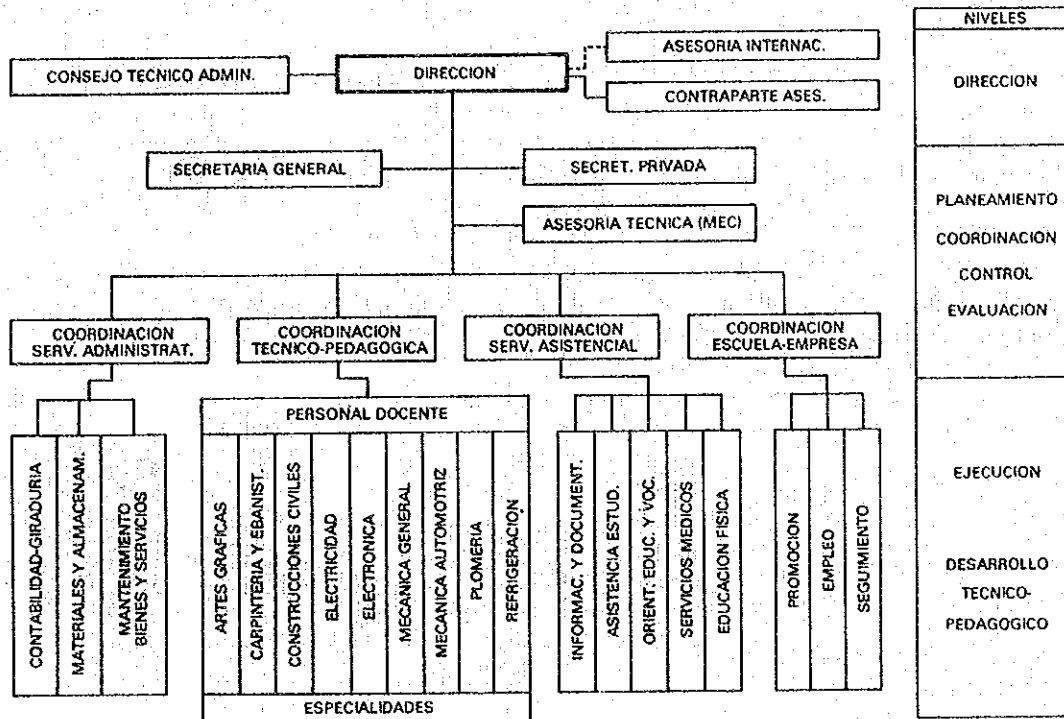 NIVELES
ASESORIA INTERNAC.
CONSEJO TECNICO ADMIN.
DIRECCION
DIRECCION
CONTRAPARTE ASES.
SECRETARIA GENERAL
SECRET. PRIVADA
ASESORIA TECNICA (MEC)
PLANEAMIENTO
COORDINACION
CONTROL
EVALUACION
COORDINACION
SERV. ADMINISTRAT.
COORDINACION
TECNICO-PEDAGOGICA
COORDINACION
SERV. ASISTENCIAL
COORDINACION
ESCUELA-EMPRESA
PERSONAL DOCENTE
CONTABILIDAD-GIRADURIA
MATERIALES Y ALMACENAM.
MANTENIMIENTO
BIENES Y SERVICIOS
ARTES GRAFICAS
CARPINTERIA Y EBANIST.
CONSTRUCCIONES CIVILES
ELECTRICIDAD
ELECTRONICA
MECANICA GENERAL
MECANICA AUTOMOTRIZ
PLOMERIA
REFRIGERACION
ESPECIALIDADES
INFORMAC. Y DOCUMENT.
ASISTENCIA ESTUD.
ORIENT. EDUC. Y VOC.
SERVICIOS MEDICOS
EDUCACION FISICA
PROMOCION
EMPLEO
SEGUIMIENTO
EJECUCION
DESARROLLO
TECNICO-
PEDAGOGICO